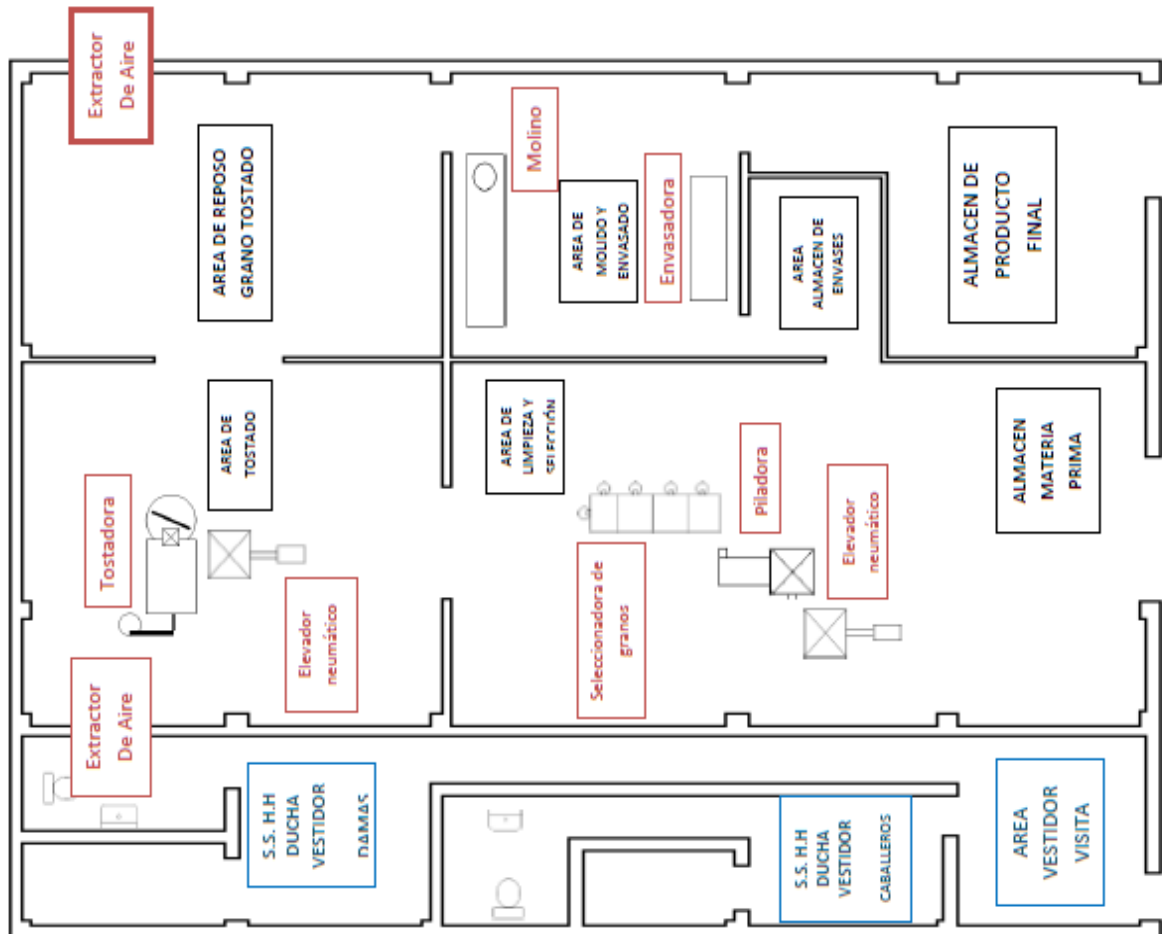 Extractor
De Aire
AREA DE REPOSO
GRANO TOSTADO
Molino
AREA DE
MOLIDO Y
ENVASADO
Envasadora
AREA
ALMACEN DE
ENVASES
ALMACEN DE
PRODUCTO
FINAL
AREA DE
TOSTADO
AREA DE
LIMPIEZA Y
SELECCIÓN
ALMACEN
MATERIA
PRIMA
Tostadora
Elevador
neumático
Seleccionadora de
granos
Piladora
Elevador
neumático
Extractor
De Aire
S.S. H.H
DUCHA
VESTIDOR
DAMAS
S.S. H.H
DUCHA
VESTIDOR
CABALLEROS
AREA
VESTIDOR
VISITA